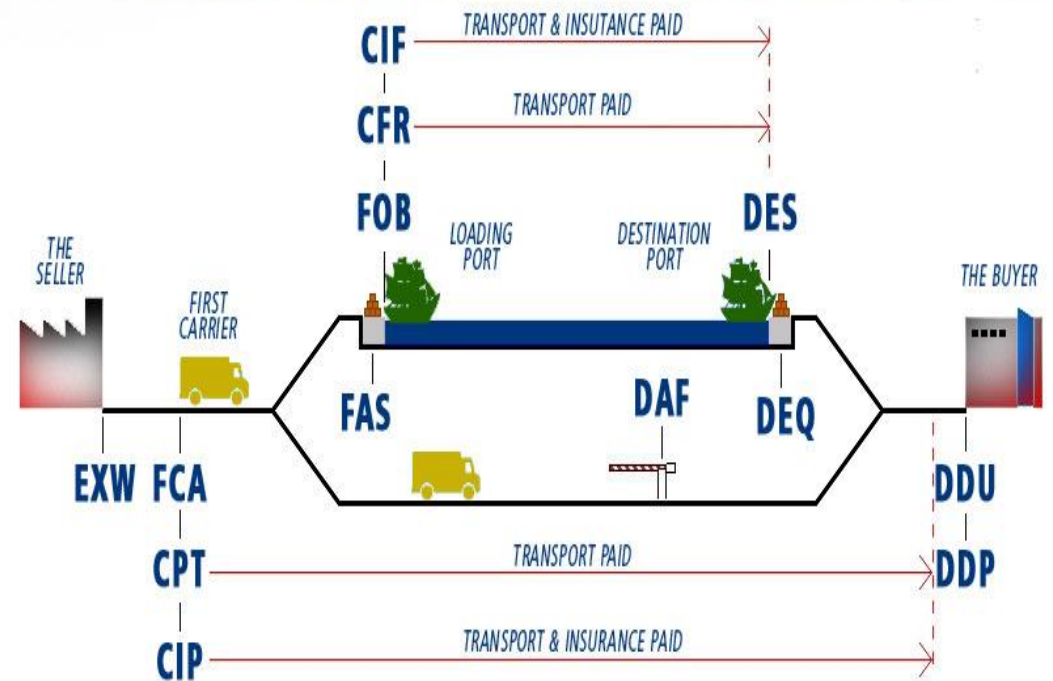 TRANSPORT & INSUTANCE PAID
CIF
TRANSPORT PAID
CFR
FOB
DES
LOADING
PORT
DESTINATION
PORT
THE
SELLER
THE BUYER
FIRST
CARRIER
FAS
DAF
DEQ
EXW
FCA
DDU
TRANSPORT PAID
CPT
DDP
TRANSPORT & INSURANCE PAID
CIP